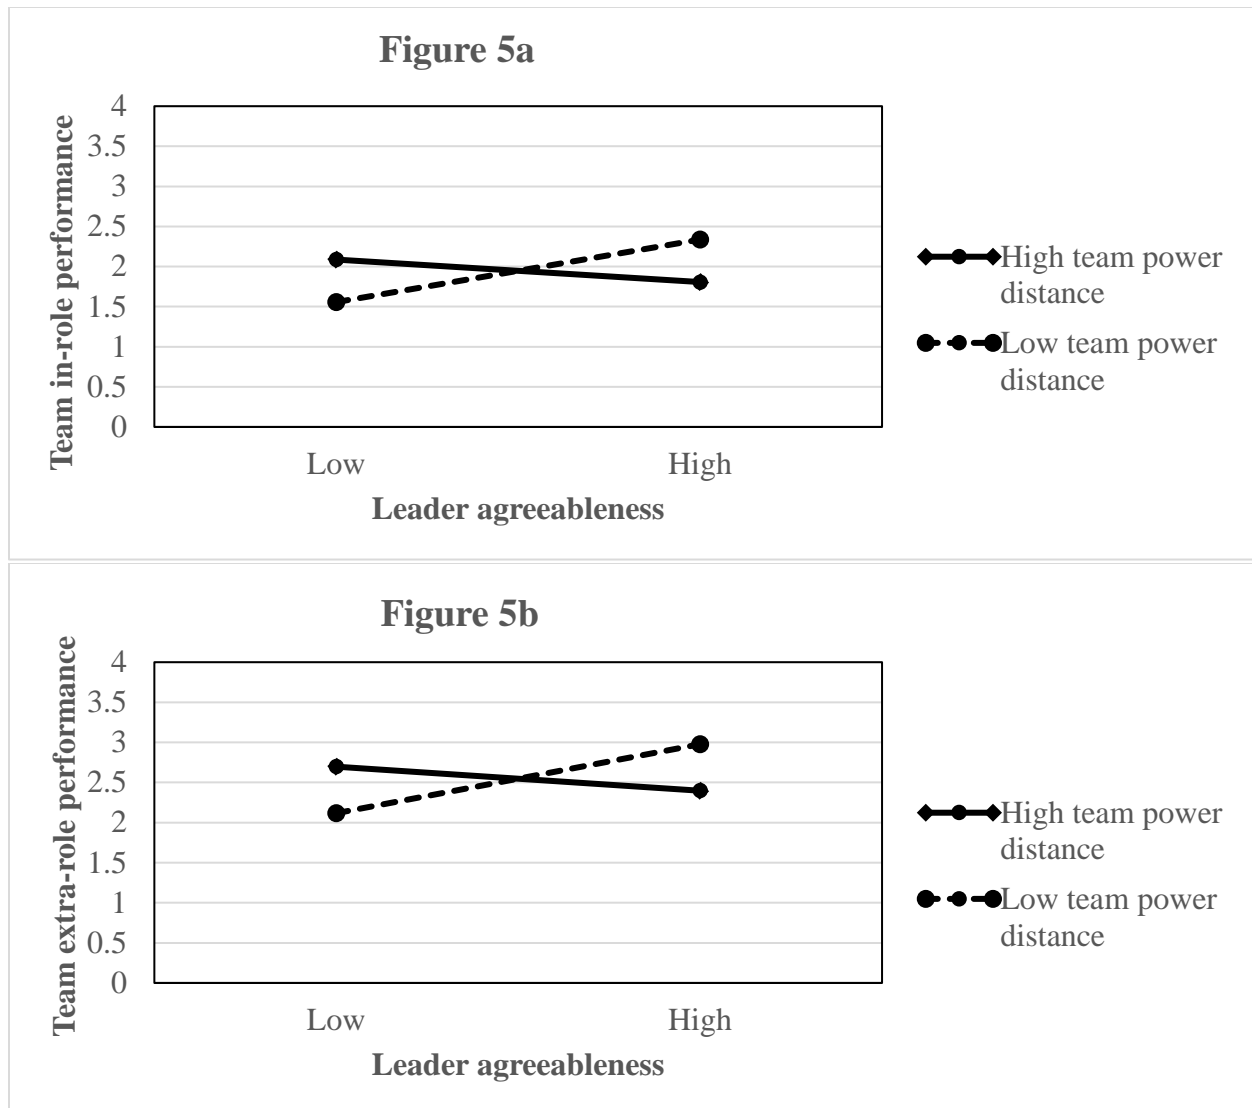 Figure 5a
Team in-role performance
4
3.5
3
2.5
2
1.5
1
0.5
0
Low
High
Leader agreeableness
High team power
distance
Low team power
distance
Figure 5b
Team extra-role performance
4
3.5
3
2.5
2
1.5
1
0.5
0
Low
High
Leader agreeableness
High team power
distance
Low team power
distance